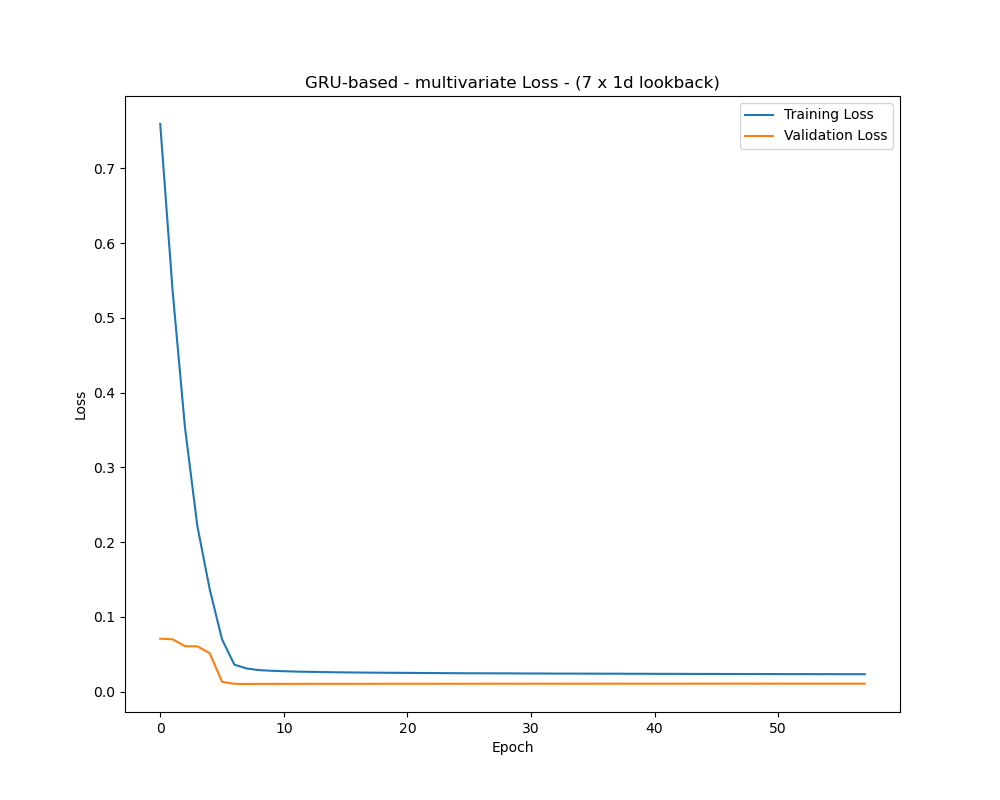 GRU-based - multivariate Loss - (7 x 1d lookback)
Training Loss
Validation Loss
0.7
0.6
0.5
0.4
0.3
0.2
0.1
0.0
Loss
0 10 20 30 40 50
Epoch